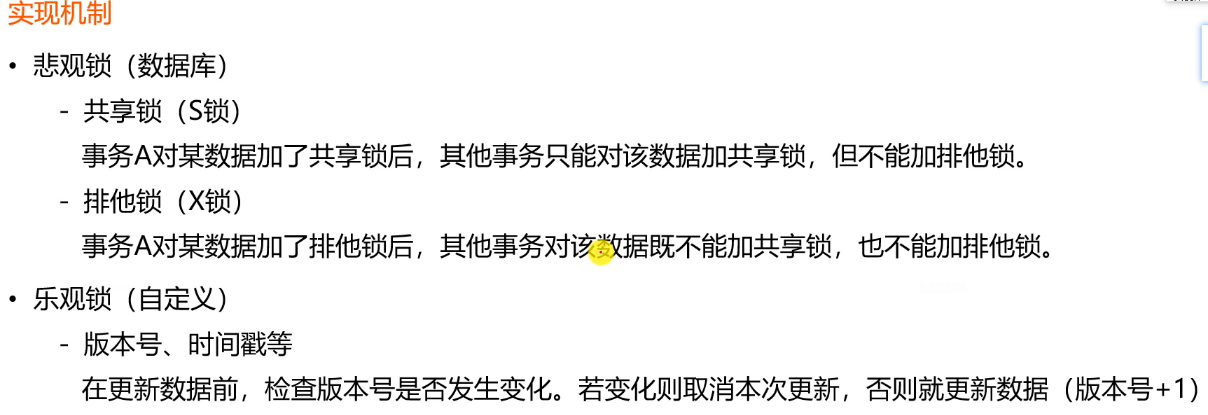 实现机制
• 悲观锁（数据库）
- 共享锁（S锁）
事务A对某数据加了共享锁后，其他事务只能对该数据加共享锁，但不能加排他锁。
- 排他锁（X锁）
事务A对某数据加了排他锁后，其他事务对该数据既不能加共享锁，也不能加排他锁。
• 乐观锁（自定义）
- 版本号、时间戳等
在更新数据前，检查版本号是否发生变化。若变化则取消本次更新，否则就更新数据（版本号+1）